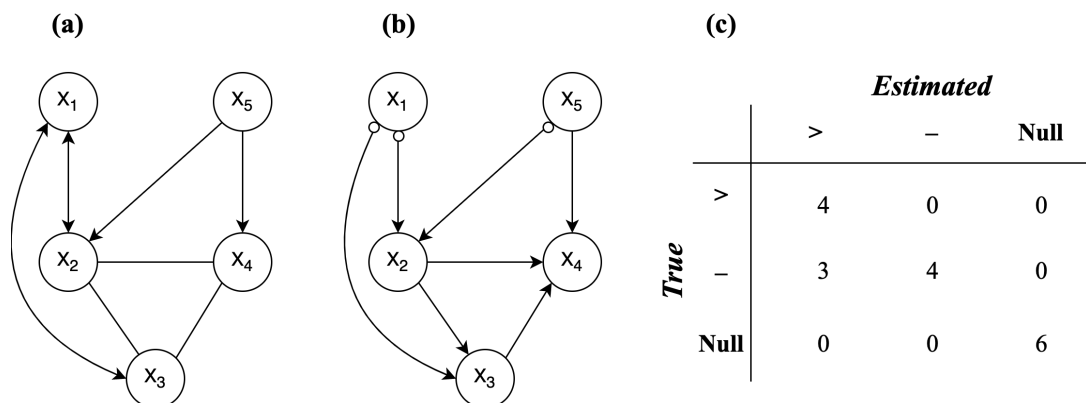 (a)
X1
X5
X2
X4
X3
(b)
X1
X5
X2
X4
X3
(c)
Estimated
> – Null
True
> 4 0 0
– 3 4 0
Null 0 0 6